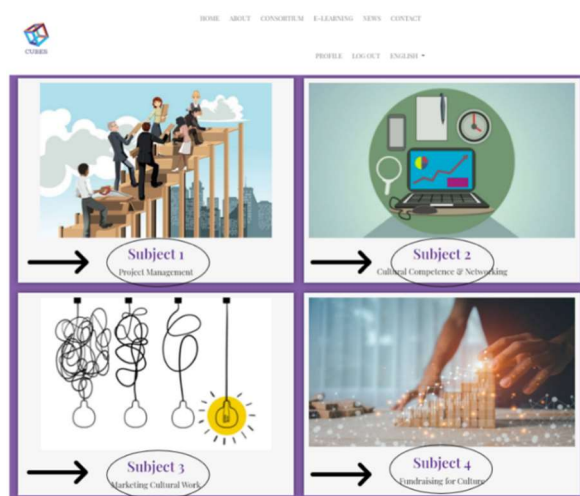 HOME ABOUT CONSORTIUM E-LEARNING NEWS CONTACT
CUBES
PROFILE LOG OUT ENGLISH
Subject 1
Project Management
Subject 2
Cultural Competence & Networking
Subject 3
Marketing Cultural Work
Subject 4
Fundraising for Culture